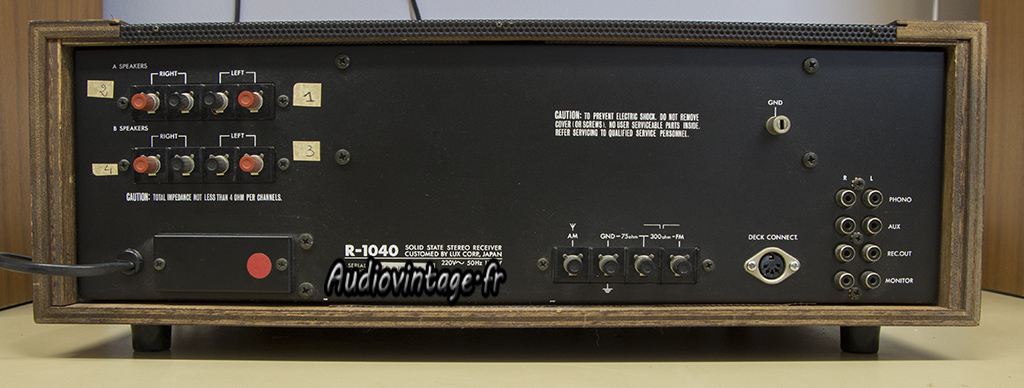 A SPEAKERS
RIGHT LEFT
2 1
B SPEAKERS
RIGHT LEFT
4 3
CAUTION: TOTAL IMPEDANCE NOT LESS THAN 4 OHM PER CHANNELS.
R-1040 SOLID STATE STEREO RECEIVER
CUSTOMED BY LUX CORP, JAPAN
SERIAL 220V～ 50Hz
Audiovintage.fr
CAUTION: TO PREVENT ELECTRIC SHOCK. DO NOT REMOVE
COVER (OR SCREWS). NO USER SERVICEABLE PARTS INSIDE.
REFER SERVICING TO QUALIFIED SERVICE PERSONNEL.
AM GND 75ohm 300ohm FM
GND
DECK CONNECT.
R L
PHONO
AUX
REC.OUT
MONITOR